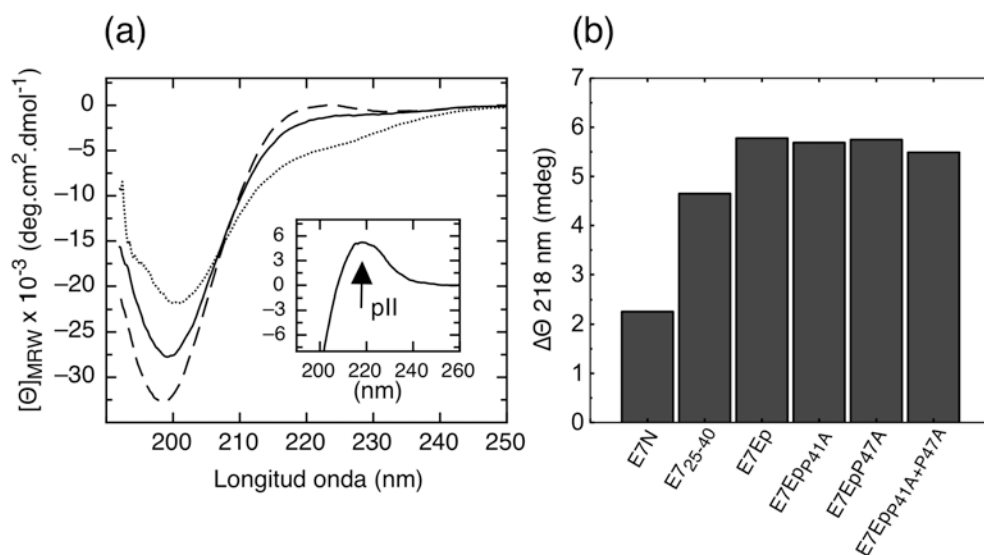 (a)
(b)
[Θ]MRW x 10⁻³ (deg.cm².dmol⁻¹)
0
−5
−10
−15
−20
−25
−30
200 210 220 230 240 250
Longitud onda (nm)
6
3
0
−3
−6
pII
200 220 240 260
(nm)
ΔΘ 218 nm (mdeg)
7
6
5
4
3
2
1
0
E7N
E7₂₅₋₄₀
E7Ep
E7EpP41A
E7EpP47A
E7EpP41A+P47A